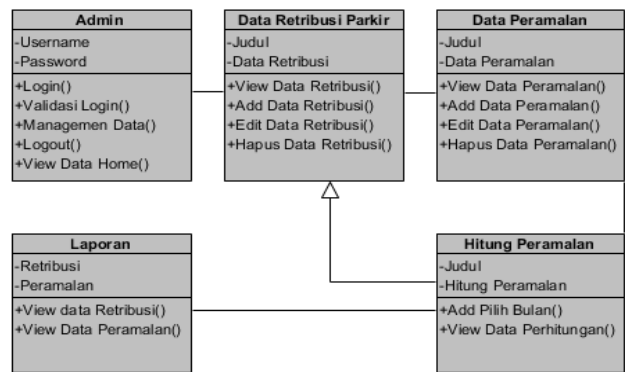 Admin
-Username
-Password
+Login()
+Validasi Login()
+Managemen Data()
+Logout()
+View Data Home()
Data Retribusi Parkir
-Judul
-Data Retribusi
+View Data Retribusi()
+Add Data Retribusi()
+Edit Data Retribusi()
+Hapus Data Retribusi()
Data Peramalan
-Judul
-Data Peramalan
+View Data Peramalan()
+Add Data Peramalan()
+Edit Data Peramalan()
+Hapus Data Peramalan()
Laporan
-Retribusi
-Peramalan
+View data Retribusi()
+View Data Peramalan()
Hitung Peramalan
-Judul
-Hitung Peramalan
+Add Pilih Bulan()
+View Data Perhitungan()